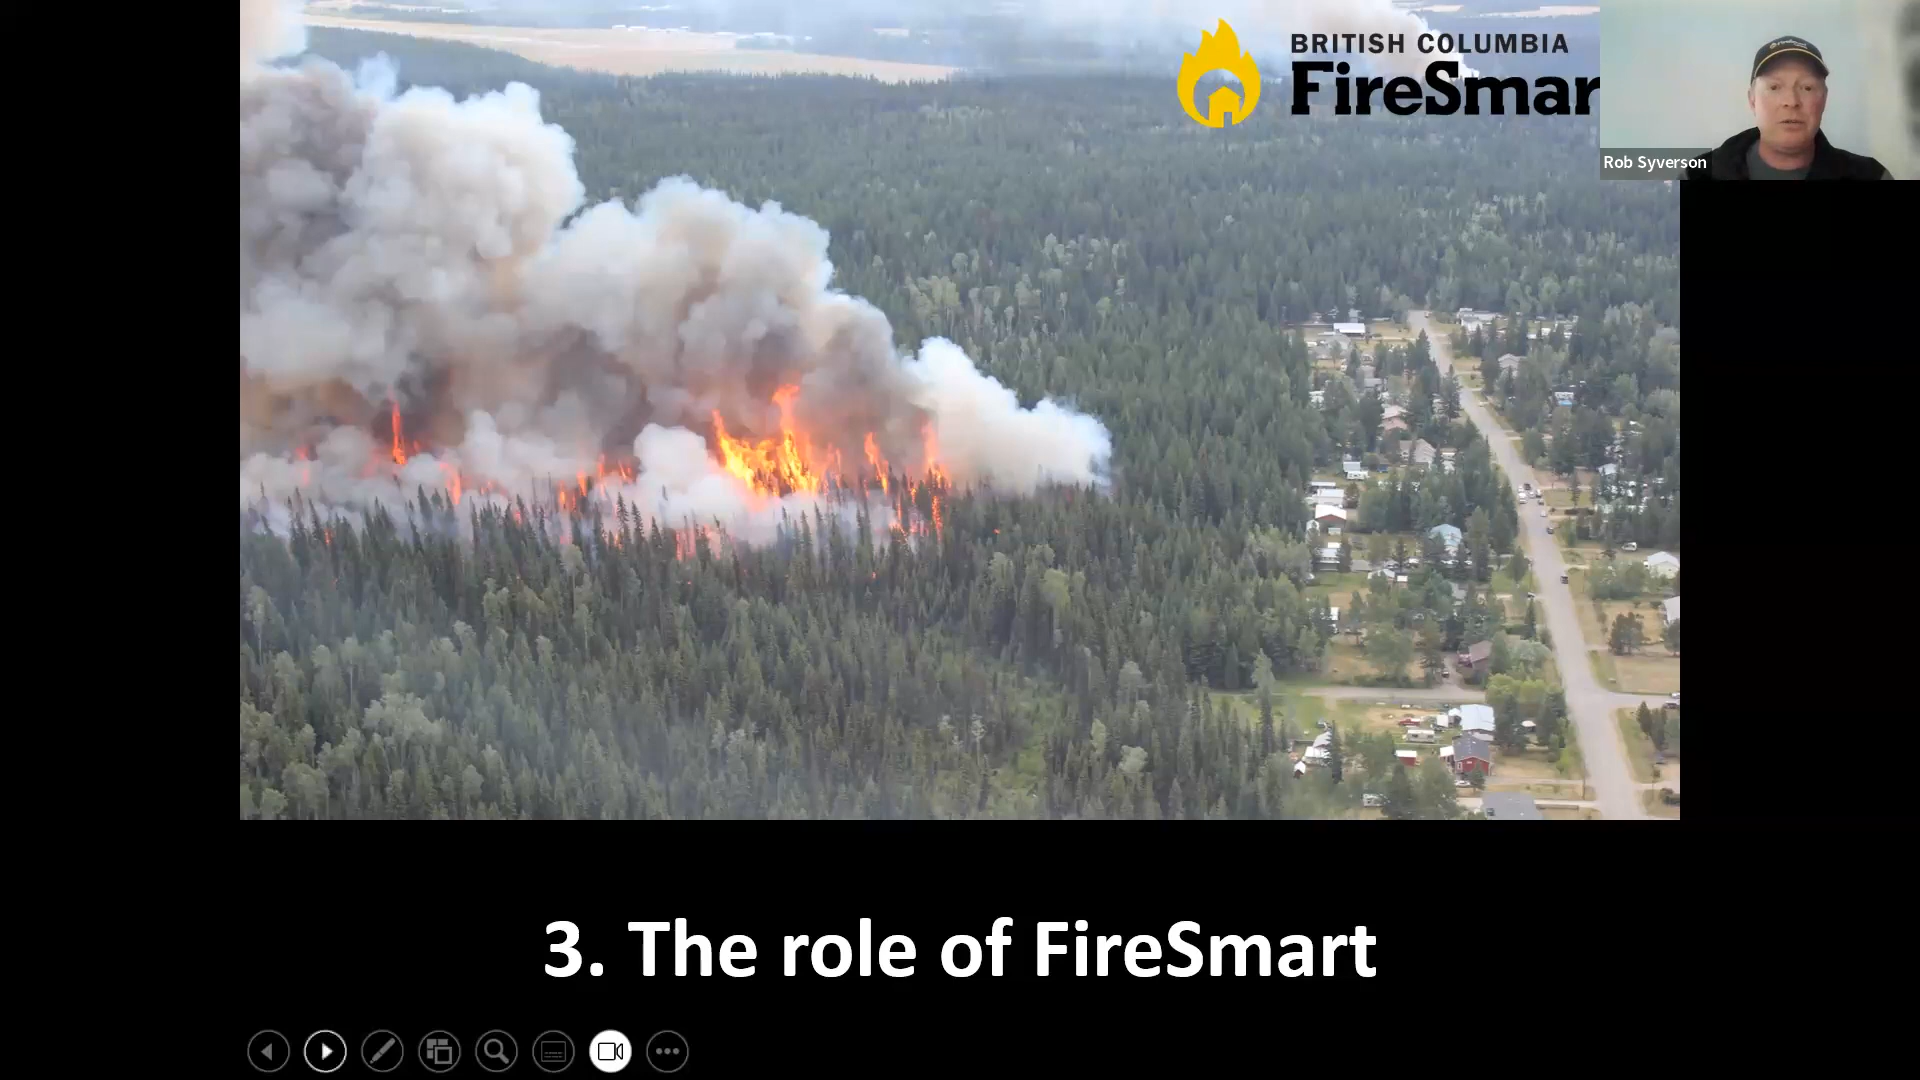 BRITISH COLUMBIA
FireSmar
Rob Syverson
3. The role of FireSmart